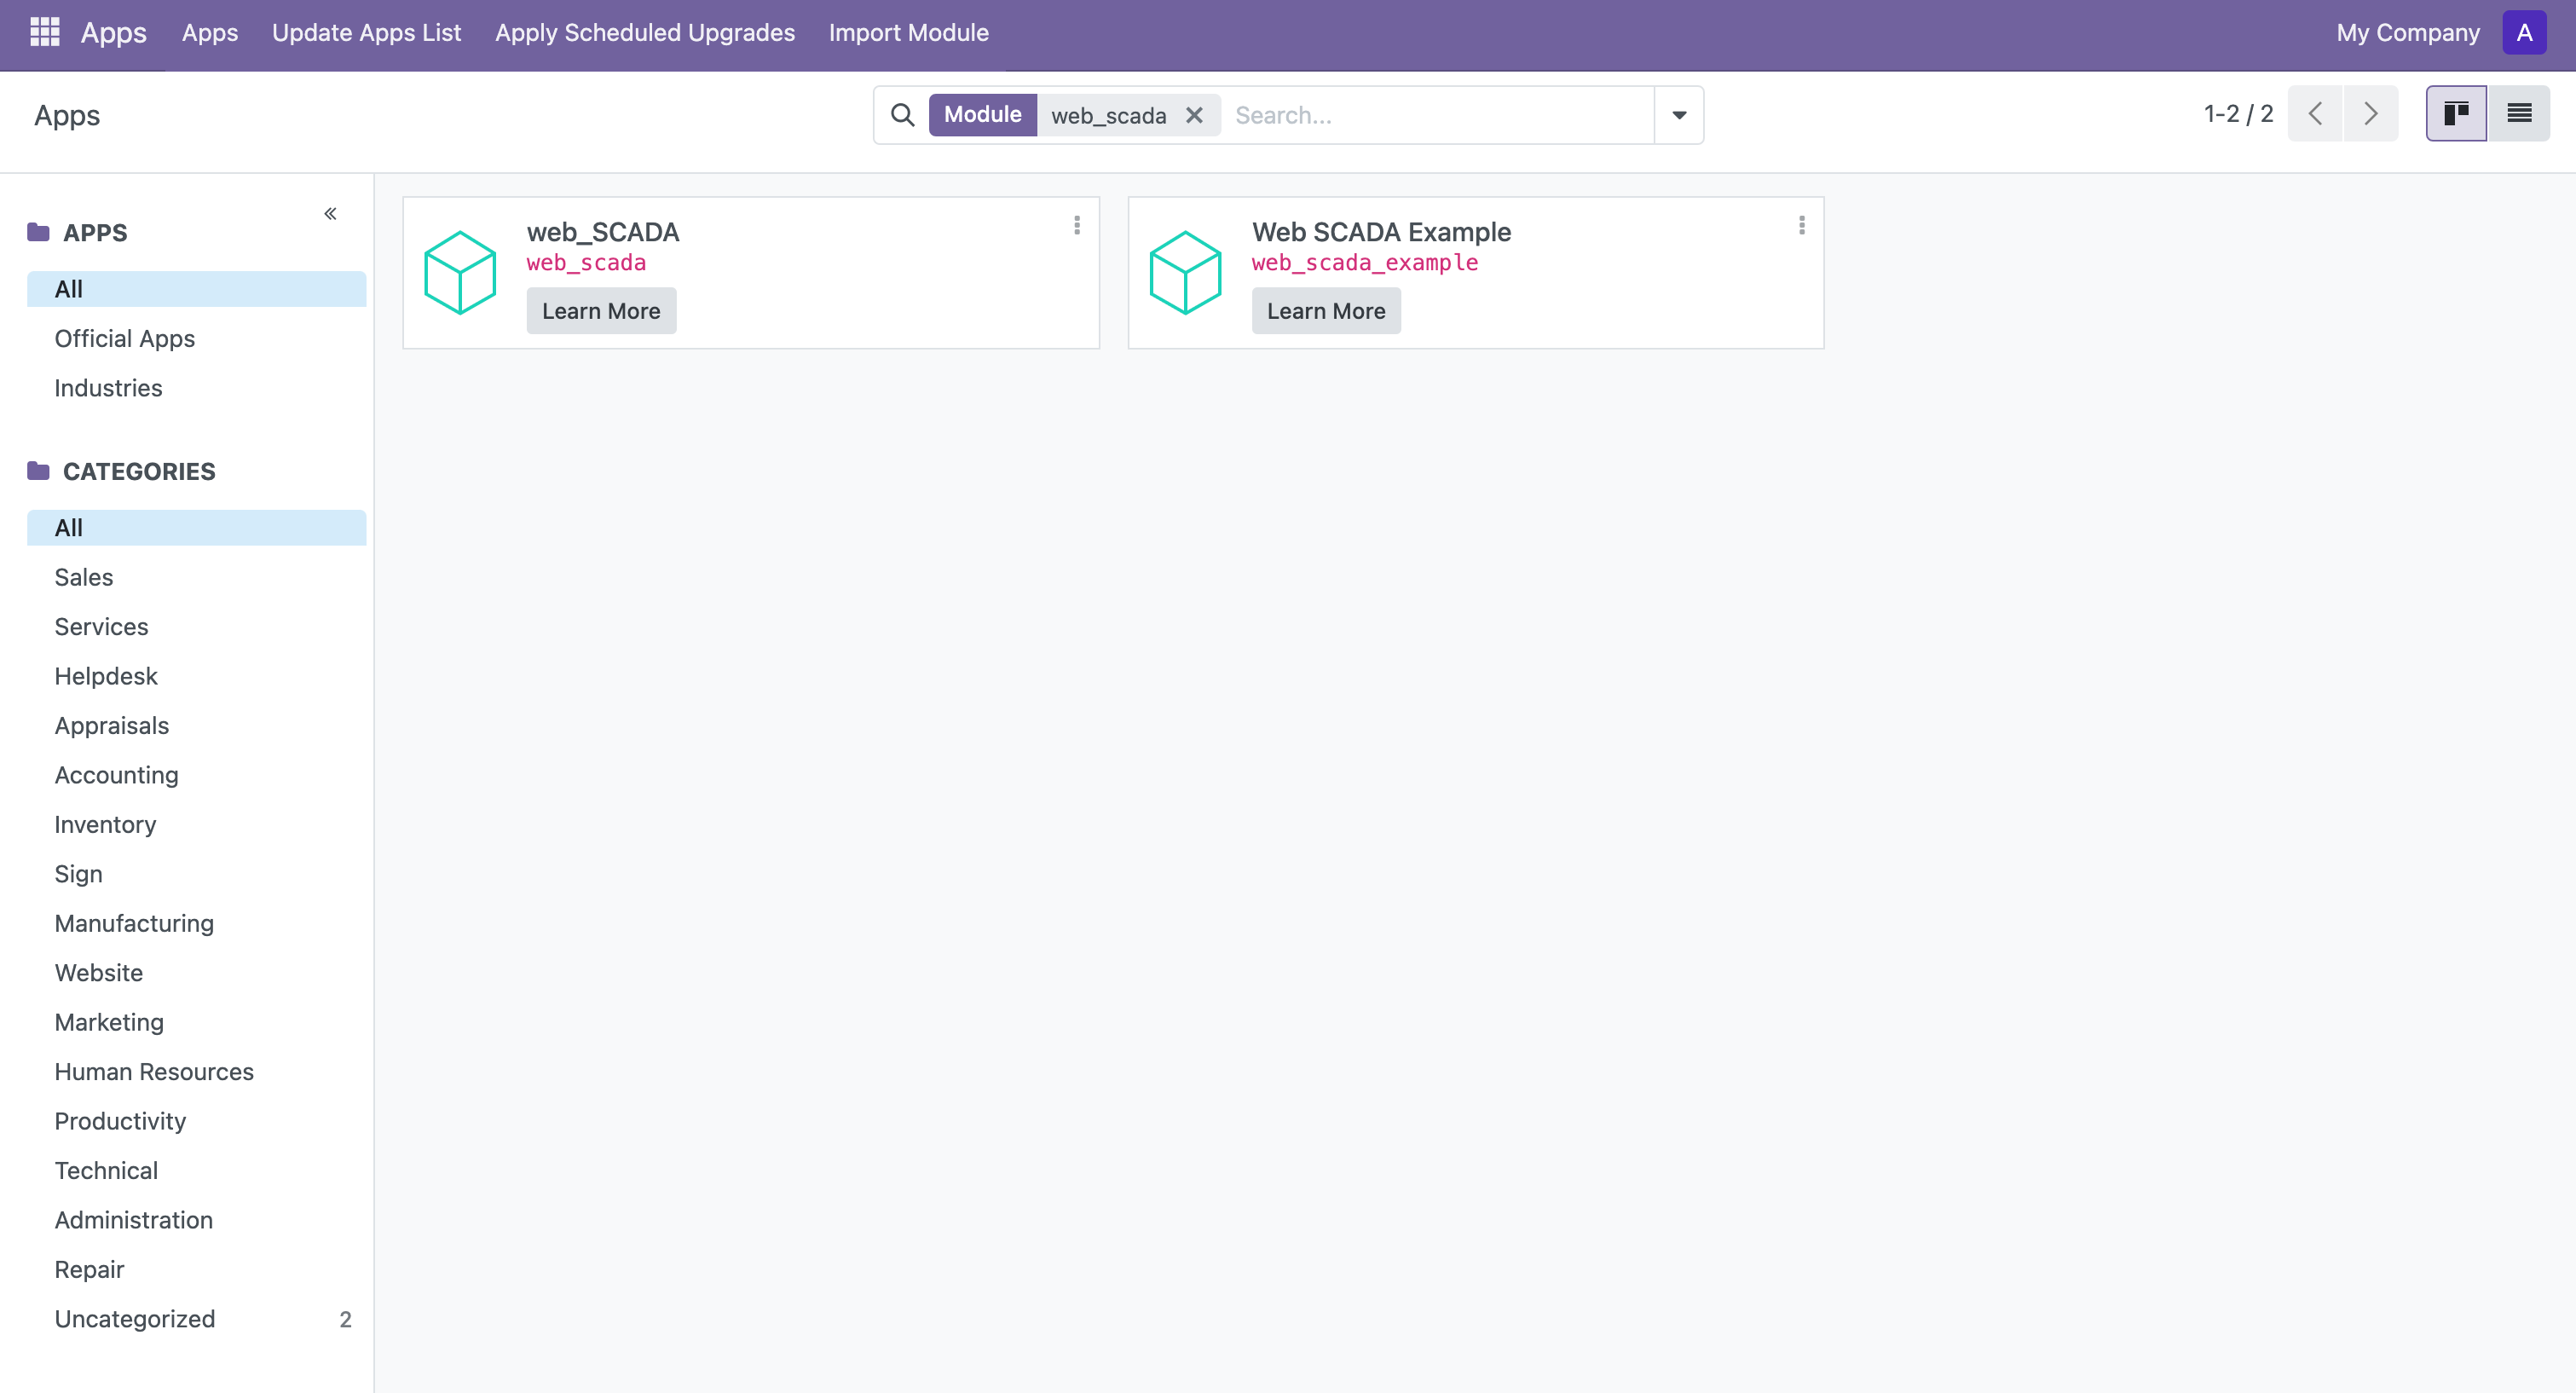 Apps Apps Update Apps List Apply Scheduled Upgrades Import Module My Company A
Apps Module web_scada Search... 1-2 / 2
APPS
All
Official Apps
Industries
CATEGORIES
All
Sales
Services
Helpdesk
Appraisals
Accounting
Inventory
Sign
Manufacturing
Website
Marketing
Human Resources
Productivity
Technical
Administration
Repair
Uncategorized 2
web_SCADA
web_scada
Learn More
Web SCADA Example
web_scada_example
Learn More